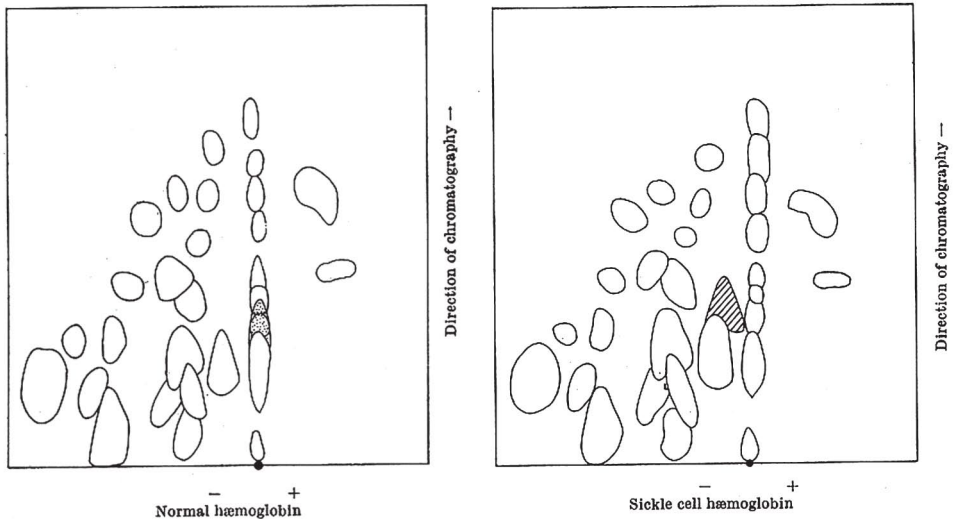 Direction of chromatography →
− +
Normal hæmoglobin
Direction of chromatography →
− +
Sickle cell hæmoglobin